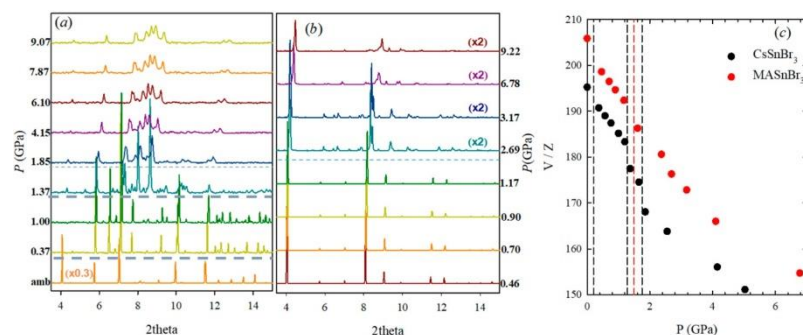 (a)
P (GPa)
9.07
7.87
6.10
4.15
1.85
1.37
1.00
0.37
amb
(x0.3)
4 6 8 10 12 14
2theta
(b)
(x2)
(x2)
(x2)
(x2)
9.22
6.78
3.17
2.69
1.17
0.90
0.70
0.46
P (GPa)
4 6 8 10 12 14
2theta
(c)
CsSnBr3
MASnBr3
V / Z
210
200
190
180
170
160
150
0 2 4 6
P (GPa)